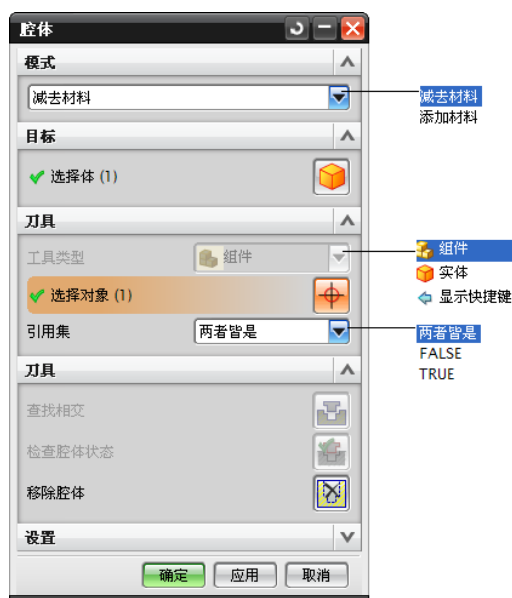 腔体
模式
减去材料
减去材料
添加材料
目标
选择体 (1)
刀具
工具类型
组件
组件
实体
显示快捷键
选择对象 (1)
引用集
两者皆是
两者皆是
FALSE
TRUE
刀具
查找相交
检查腔体状态
移除腔体
设置
确定
应用
取消